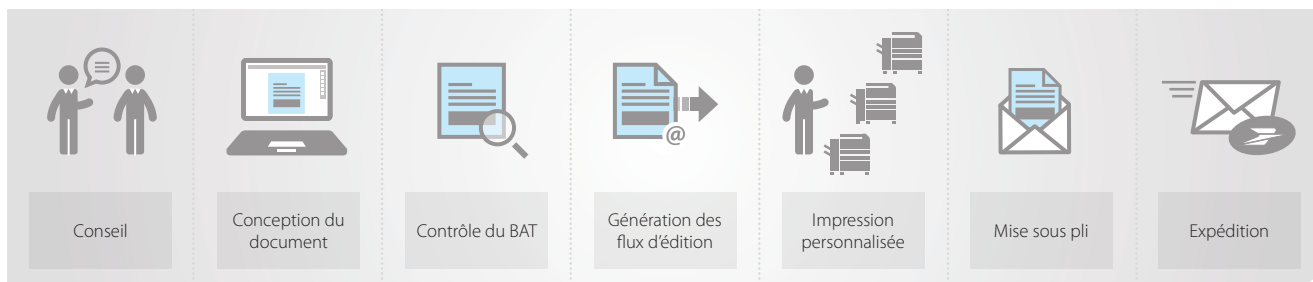 Conseil
Conception du
document
Contrôle du BAT
@
Génération des
flux d’édition
Impression
personnalisée
Mise sous pli
Expédition